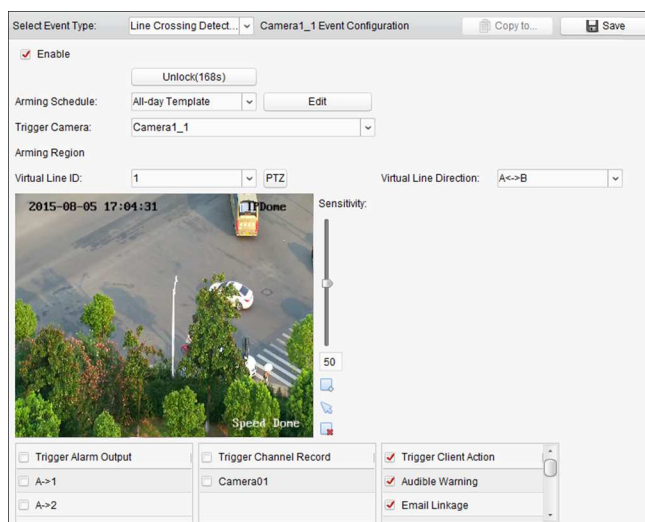 Select Event Type: Line Crossing Detect... Camera1_1 Event Configuration Copy to... Save
Enable
Unlock(168s)
Arming Schedule: All-day Template Edit
Trigger Camera: Camera1_1
Arming Region
Virtual Line ID: 1 PTZ Virtual Line Direction: A<->B
2015-08-05 17:04:31 IPDome Sensitivity:
50
Speed Dome
Trigger Alarm Output Trigger Channel Record Trigger Client Action
A->1 Camera01 Audible Warning
A->2 Email Linkage